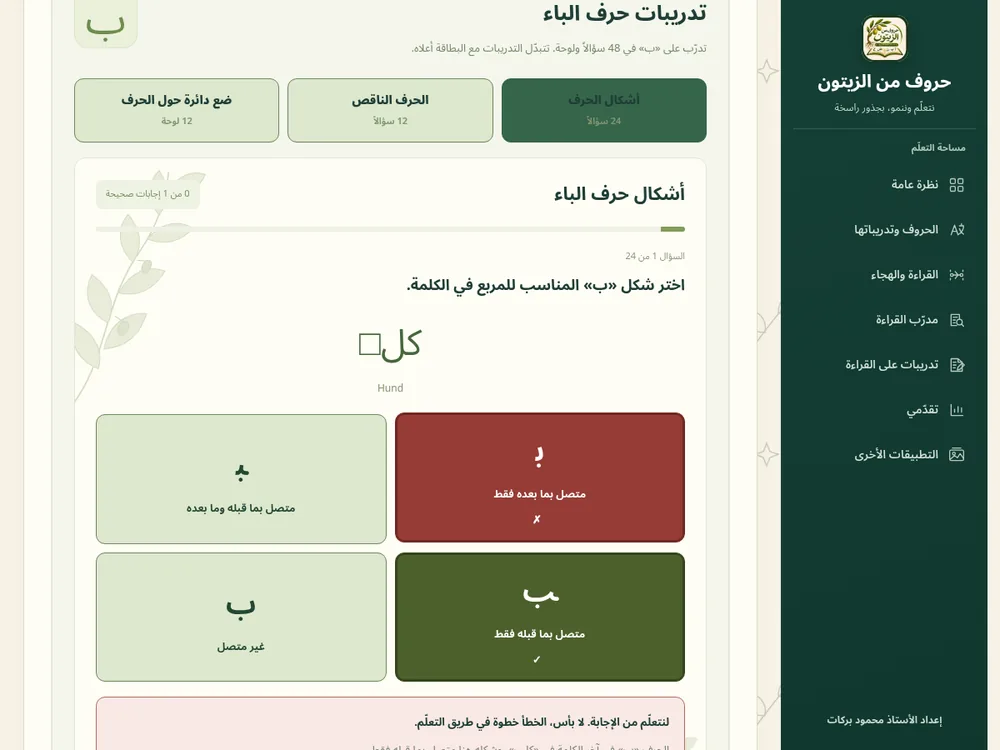 حروف من الزيتون
نتعلّم وننمو، بجذور راسخة
مساحة التعلّم
نظرة عامة
الحروف وتدريباتها
القراءة والهجاء
مدرّب القراءة
تدريبات على القراءة
تقدّمي
التطبيقات الأخرى
إعداد الأستاذ محمود بركات
تدريبات حرف الباء
ب
تدرّب على «ب» في 48 سؤالاً ولوحة. تتبدّل التدريبات مع البطاقة أعلاه.
أشكال الحرف
24 سؤالاً
الحرف الناقص
12 سؤالاً
ضع دائرة حول الحرف
12 لوحة
أشكال حرف الباء
0 من 1 إجابات صحيحة
السؤال 1 من 24
اختر شكل «ب» المناسب للمربع في الكلمة.
كل□
Hund
بـ
متصل بما بعده فقط
✗
ـبـ
متصل بما قبله وما بعده
ـب
متصل بما قبله فقط
✓
ب
غير متصل
لنتعلّم من الإجابة. لا بأس، الخطأ خطوة في طريق التعلّم.